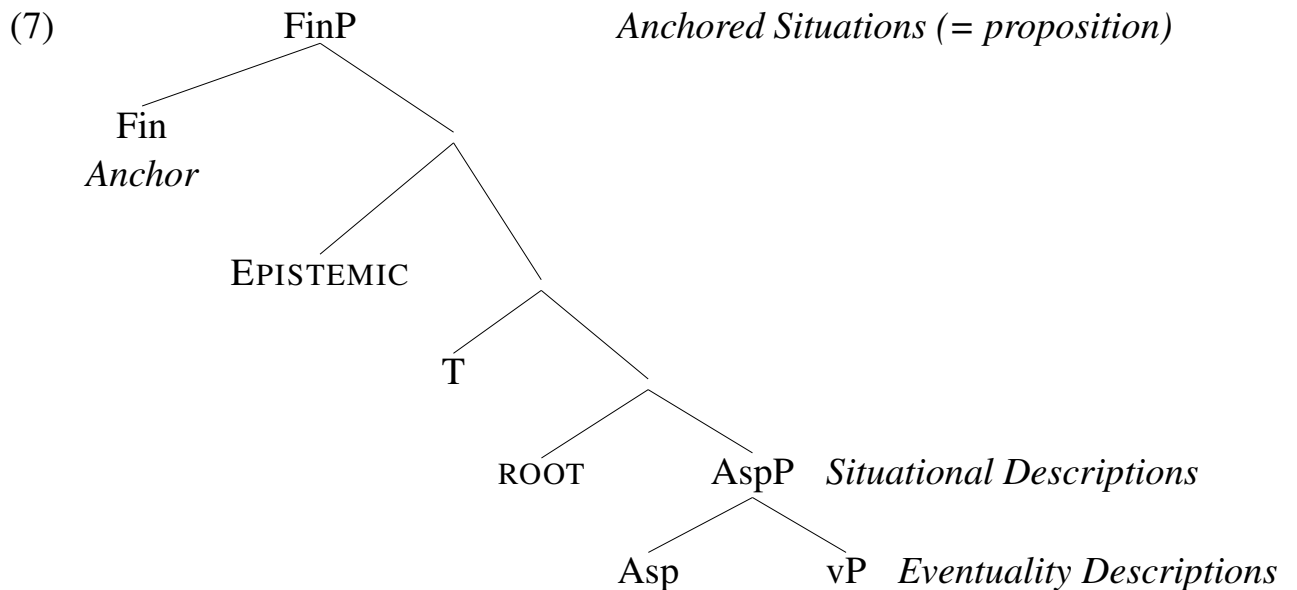 (7) FinP Anchored Situations (= proposition)
Fin
Anchor
EPISTEMIC
T
ROOT AspP Situational Descriptions
Asp vP Eventuality Descriptions